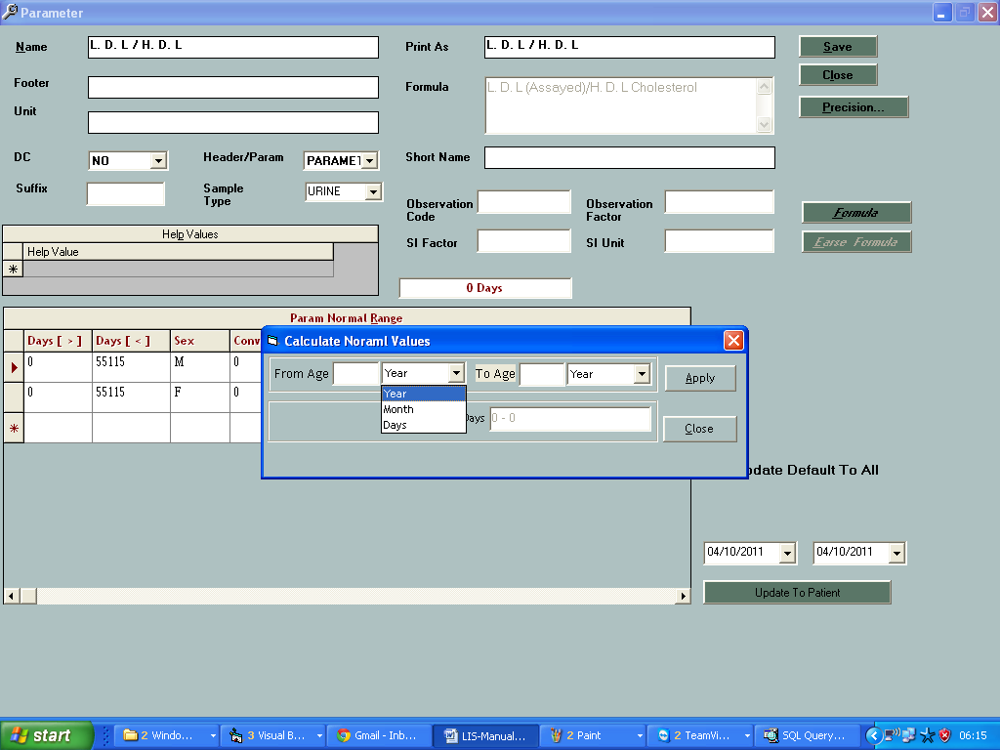 Parameter
Name
L. D. L / H. D. L
Print As
L. D. L / H. D. L
Save
Footer
Formula
L. D. L (Assayed)/H. D. L Cholesterol
Close
Unit
Precision...
DC
NO
Header/Param
PARAMET
Short Name
Suffix
Sample
Type
URINE
Observation
Code
Observation
Factor
Formula
SI Factor
SI Unit
Earse Formula
Help Values
Help Value
0 Days
Param Normal Range
Days [ > ]
Days [ < ]
Sex
Conv
0
55115
M
0
0
55115
F
0
Calculate Noraml Values
From Age
Year
To Age
Year
Apply
Year
Month
Days
Days
0 - 0
Close
pdate Default To All
04/10/2011
04/10/2011
Update To Patient
start
2 Windo...
3 Visual B...
Gmail - Inb...
LIS-Manual...
2 Paint
2 TeamVi...
SQL Query...
06:15